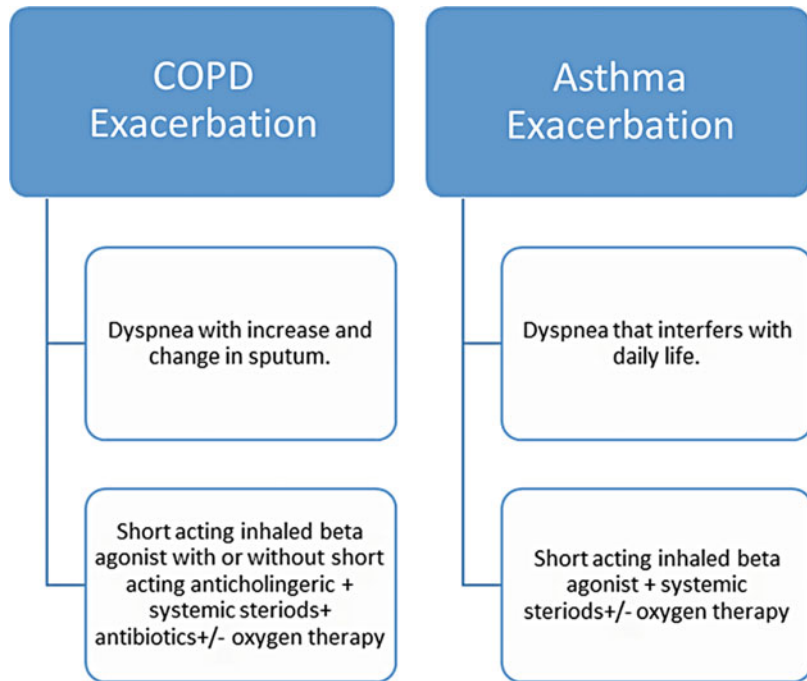 COPD
Exacerbation
Dyspnea with increase and
change in sputum.
Short acting inhaled beta
agonist with or without short
acting anticholingeric +
systemic steriods+
antibiotics+/- oxygen therapy
Asthma
Exacerbation
Dyspnea that interfers with
daily life.
Short acting inhaled beta
agonist + systemic
steriods+/- oxygen therapy